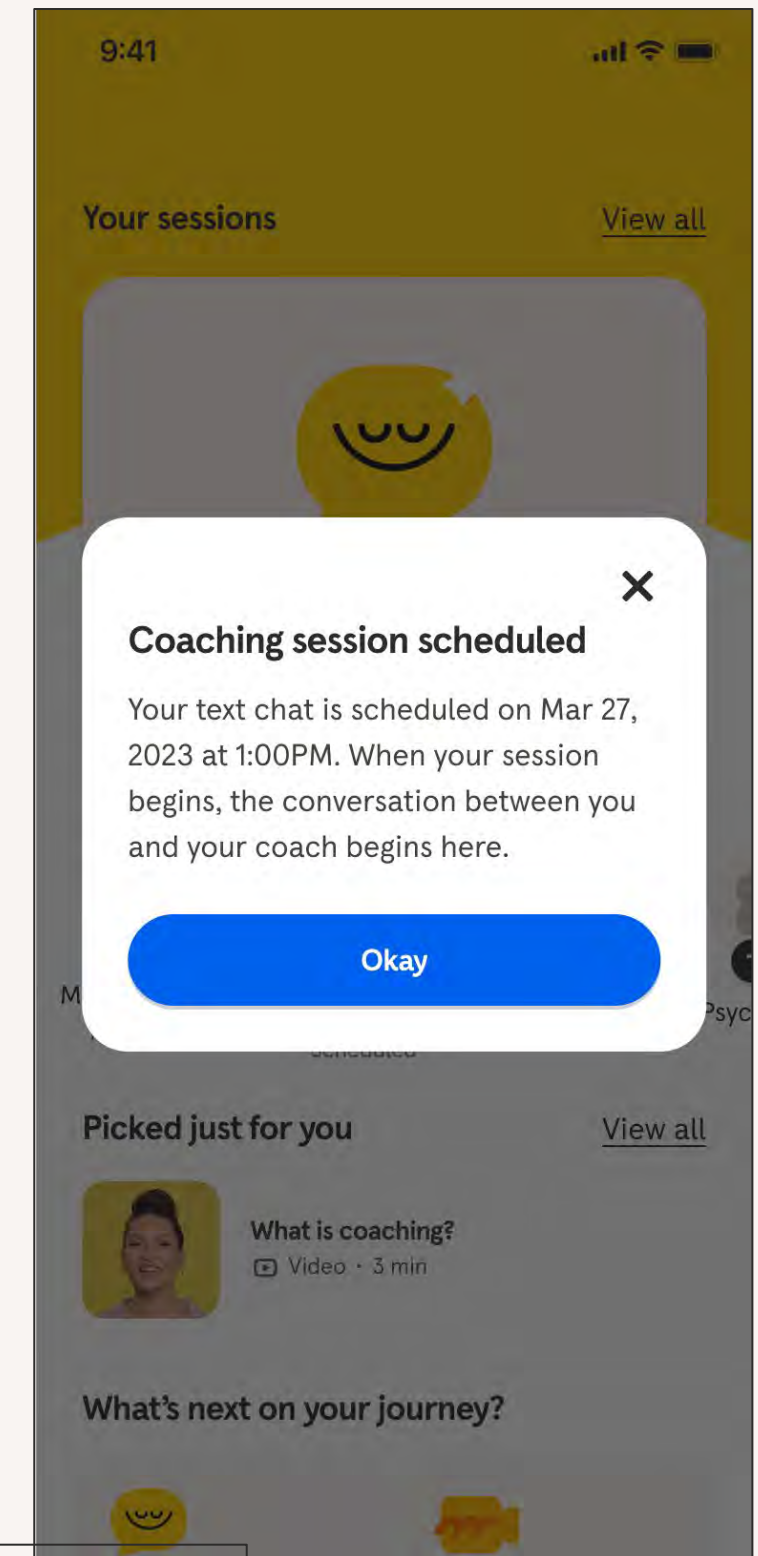 9:41
Your sessions View all
Coaching session scheduled
Your text chat is scheduled on Mar 27,
2023 at 1:00PM. When your session
begins, the conversation between you
and your coach begins here.
Okay
M
Psyc
Scheduled
Picked just for you View all
What is coaching?
Video · 3 min
What's next on your journey?